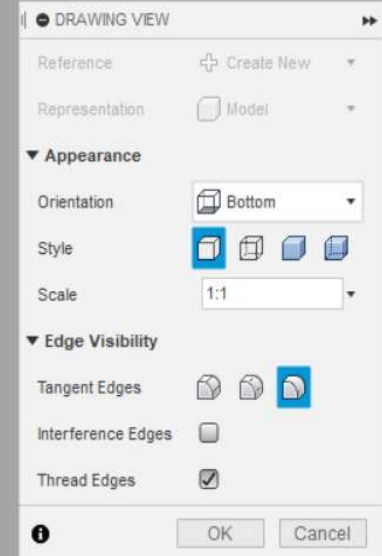 DRAWING VIEW
Reference Create New
Representation Model
Appearance
Orientation Bottom
Style
Scale 1:1
Edge Visibility
Tangent Edges
Interference Edges
Thread Edges
OK Cancel